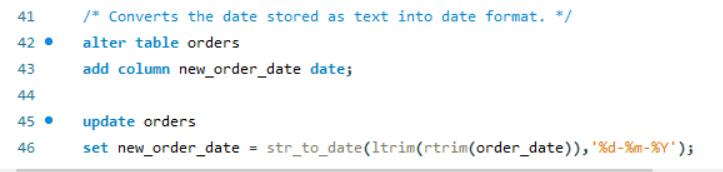 41 /* Converts the date stored as text into date format. */
42 alter table orders
43 add column new_order_date date;
44
45 update orders
46 set new_order_date = str_to_date(ltrim(rtrim(order_date)),'%d-%m-%Y');